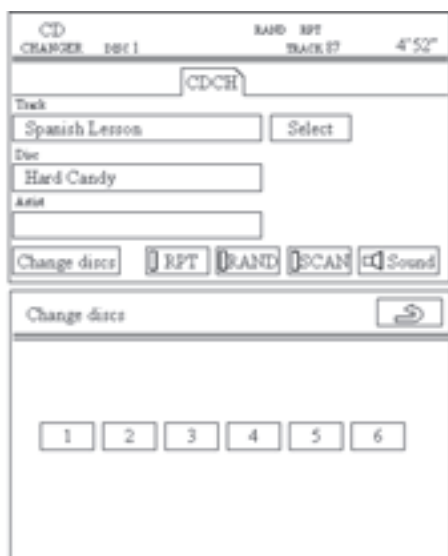 CD RAND RPT
CHANGER DISC 1 TRACK 87 4'52"
CDCH
Track
Spanish Lesson Select
Disc
Hard Candy
Artist
Change discs RPT RAND SCAN Sound
Change discs
1 2 3 4 5 6